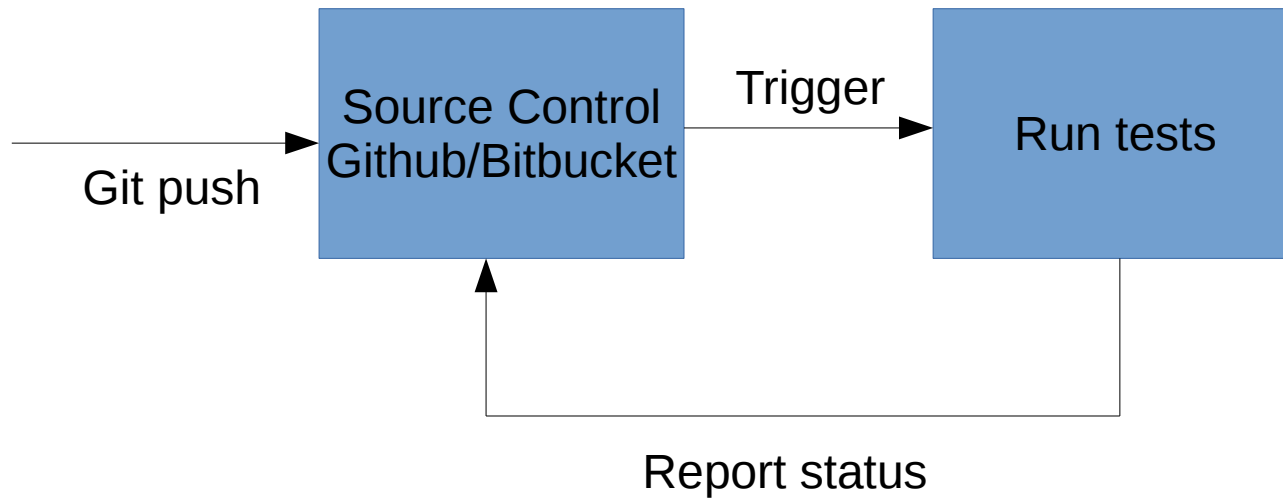 Git push
Source Control
Github/Bitbucket
Trigger
Run tests
Report status